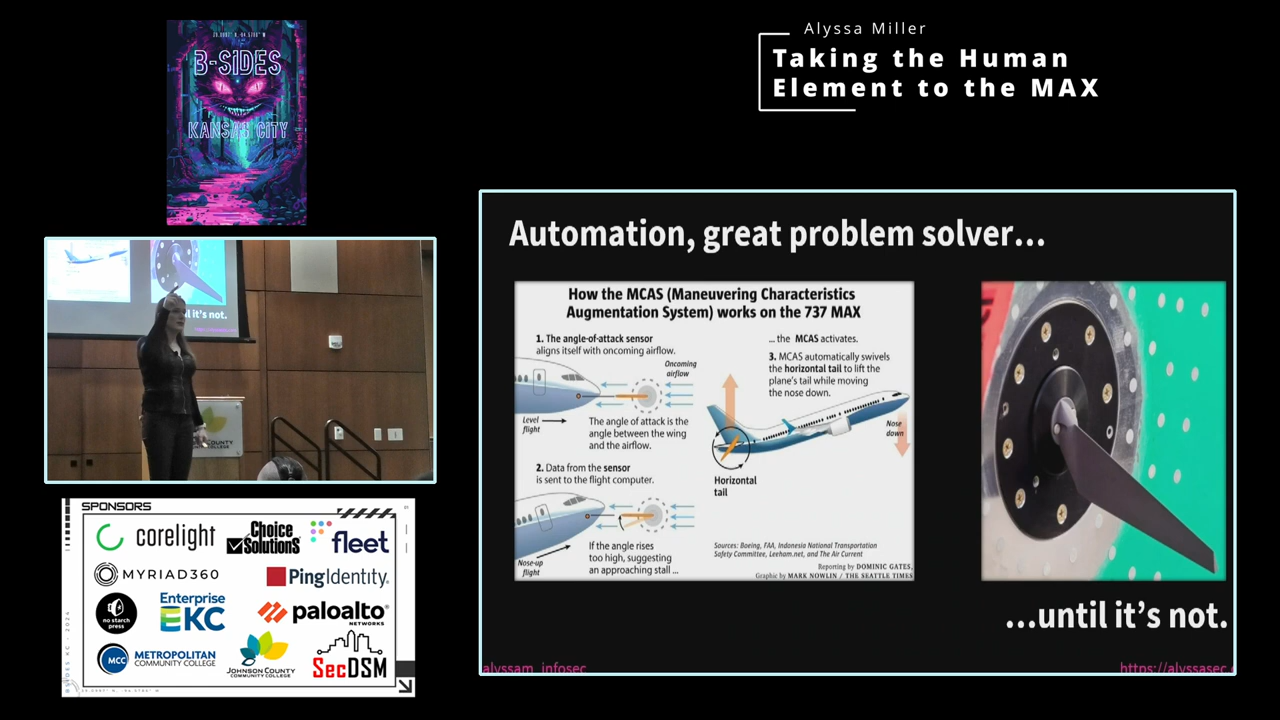 B-SIDES
KANSAS CITY
Alyssa Miller
Taking the Human
Element to the MAX
Automation, great problem solver...
How the MCAS (Maneuvering Characteristics
Augmentation System) works on the 737 MAX
1. The angle-of-attack sensor
aligns itself with oncoming airflow.
Oncoming
airflow
Level
flight
The angle of attack is the
angle between the wing
and the airflow.
2. Data from the sensor
is sent to the flight computer.
Nose-up
flight
If the angle rises
too high, suggesting
an approaching stall ...
... the MCAS activates.
3. MCAS automatically swivels
the horizontal tail to lift the
plane's tail while moving
the nose down.
Nose
down
Horizontal
tail
Sources: Boeing, FAA, Indonesia National Transportation
Safety Committee, Leeham.net, and The Air Current
Reporting by DOMINIC GATES,
Graphic by MARK NOWLIN / THE SEATTLE TIMES
...until it's not.
alyssam_infosec
https://alyssasec.
il it's not.
COUNTY
COLLEGE
SPONSORS
corelight
Choice
Solutions
fleet
MYRIAD360
PingIdentity
no starch
press
Enterprise
EKC
paloalto
NETWORKS
MCC
METROPOLITAN
COMMUNITY COLLEGE
JOHNSON COUNTY
COMMUNITY COLLEGE
SecDSM